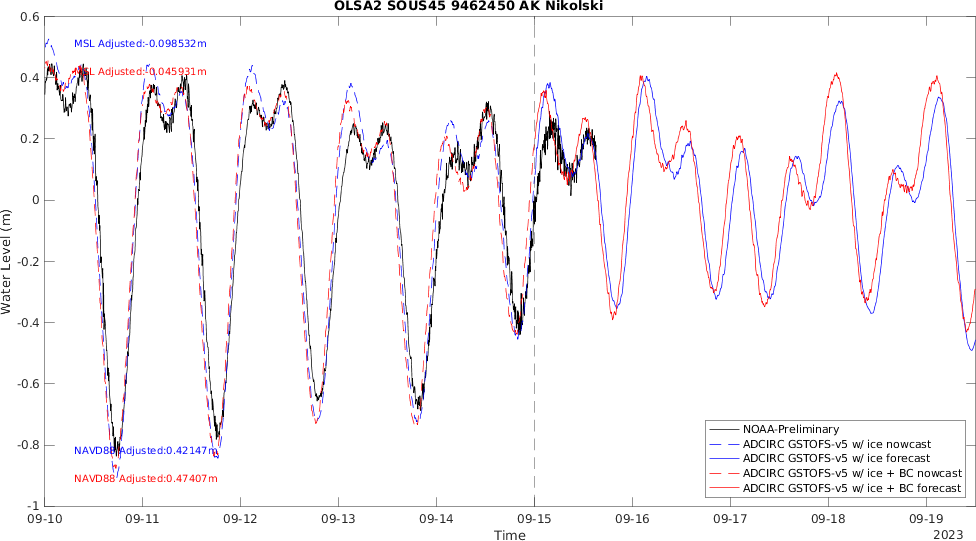 OLSA2 SOUS45 9462450 AK Nikolski
0.6
0.4
0.2
0
-0.2
-0.4
-0.6
-0.8
-1
Water Level (m)
MSL Adjusted:-0.098532m
MSL Adjusted:-0.045931m
NAVD88 Adjusted:0.42147m
NAVD88 Adjusted:0.47407m
NOAA-Preliminary
ADCIRC GSTOFS-v5 w/ ice nowcast
ADCIRC GSTOFS-v5 w/ ice forecast
ADCIRC GSTOFS-v5 w/ ice + BC nowcast
ADCIRC GSTOFS-v5 w/ ice + BC forecast
09-10 09-11 09-12 09-13 09-14 09-15 09-16 09-17 09-18 09-19
Time
2023